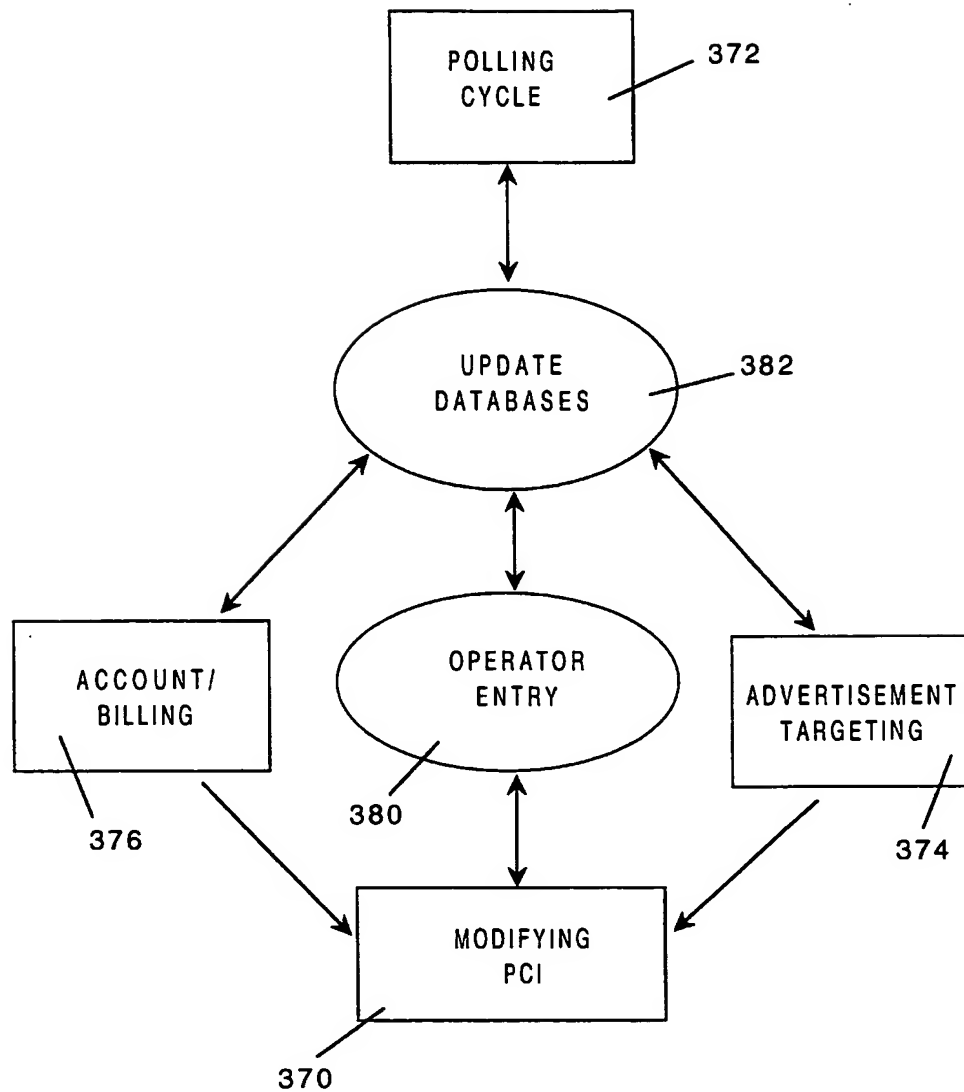 POLLING
CYCLE
372
UPDATE
DATABASES
382
ACCOUNT/
BILLING
376
OPERATOR
ENTRY
380
ADVERTISEMENT
TARGETING
374
MODIFYING
PCI
370